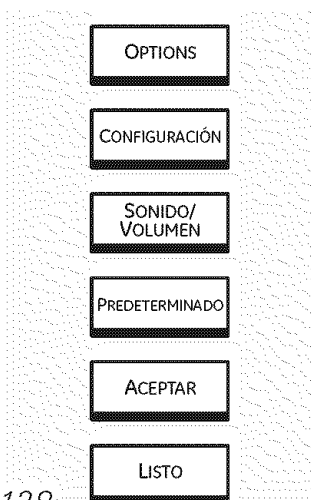 OPTIONS
CONFIGURACIÓN
SONIDO/
VOLUMEN
PREDETERMINADO
ACEPTAR
LISTO